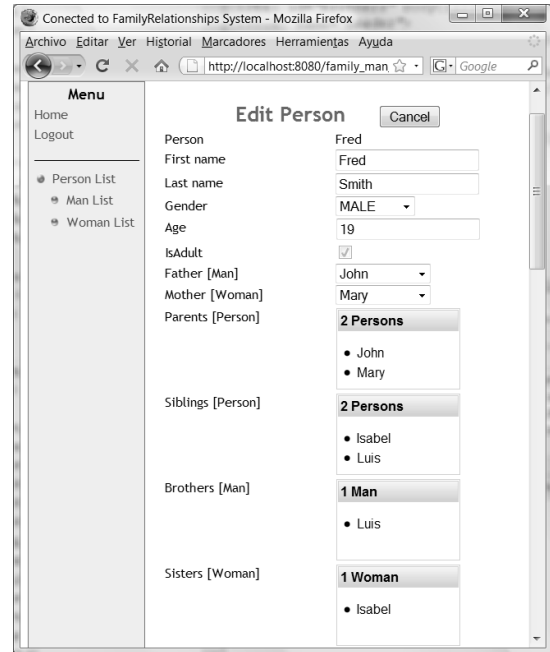 Conected to FamilyRelationships System - Mozilla Firefox
Archivo Editar Ver Historial Marcadores Herramientas Ayuda
http://localhost:8080/family_man
G Google
Menu
Home
Logout
Person List
Man List
Woman List
Edit Person Cancel
Person Fred
First name Fred
Last name Smith
Gender MALE
Age 19
IsAdult
Father [Man] John
Mother [Woman] Mary
Parents [Person] 2 Persons
• John
• Mary
Siblings [Person] 2 Persons
• Isabel
• Luis
Brothers [Man] 1 Man
• Luis
Sisters [Woman] 1 Woman
• Isabel